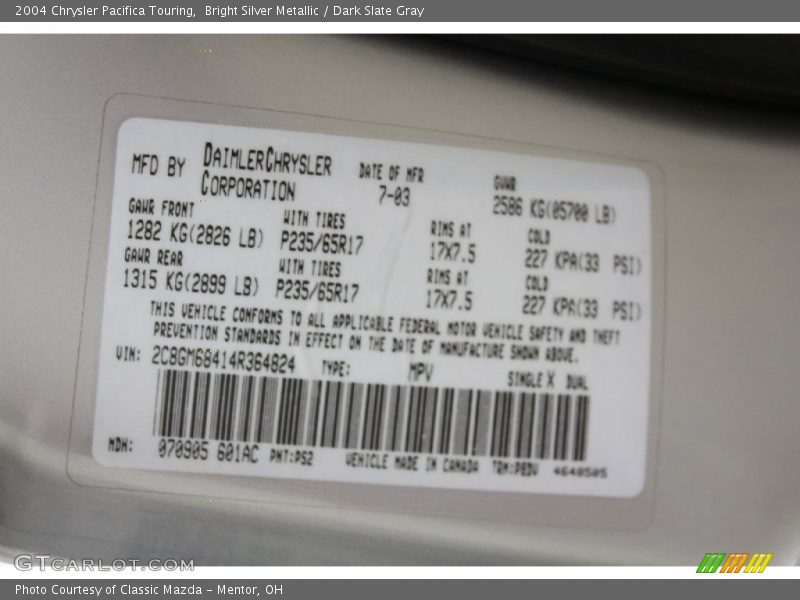 2004 Chrysler Pacifica Touring,  Bright Silver Metallic / Dark Slate Gray
MFD BY DAIMLERCHRYSLER CORPORATION
DATE OF MFR 7-03
GVWR 2586 KG(05700 LB)
GAWR FRONT WITH TIRES RIMS AT COLD
1282 KG(2826 LB) P235/65R17 17X7.5 227 KPA(33 PSI)
GAWR REAR WITH TIRES RIMS AT COLD
1315 KG(2899 LB) P235/65R17 17X7.5 227 KPA(33 PSI)
THIS VEHICLE CONFORMS TO ALL APPLICABLE FEDERAL MOTOR VEHICLE SAFETY AND THEFT
PREVENTION STANDARDS IN EFFECT ON THE DATE OF MANUFACTURE SHOWN ABOVE.
VIN: 2C8GM68414R364824 TYPE: MPV SINGLE X DUAL
MDH: 070905 601AC PNT:PS2 VEHICLE MADE IN CANADA TRM:PEDV 4648505
GTCARLOT.COM
Photo Courtesy of Classic Mazda - Mentor, OH